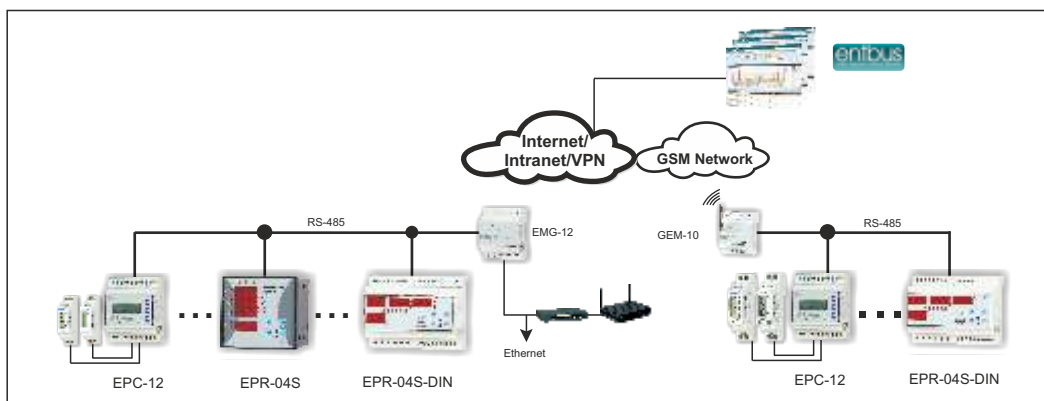 entbus
Internet/
Intranet/VPN
GSM Network
RS-485
EMG-12
GEM-10
RS-485
Ethernet
EPC-12
EPR-04S
EPR-04S-DIN
EPC-12
EPR-04S-DIN